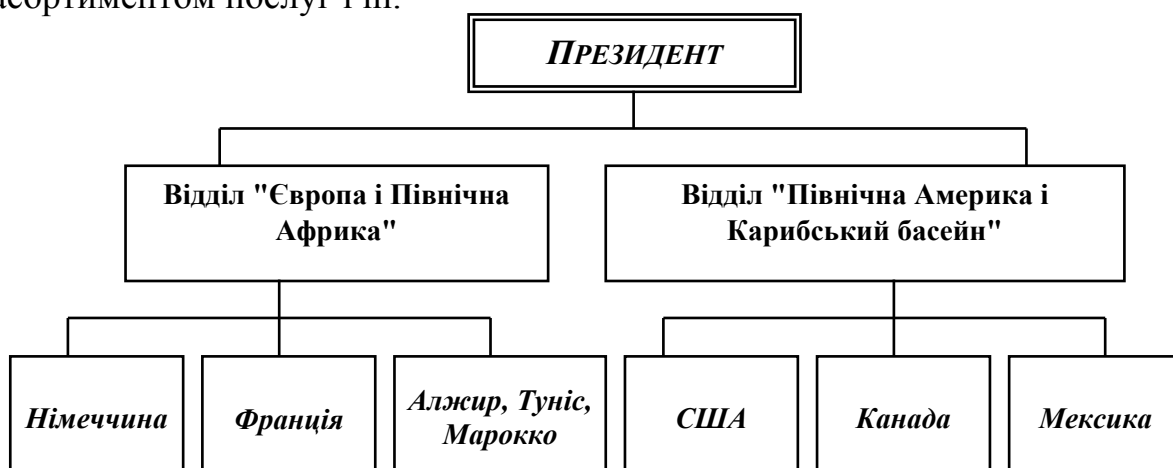 асортиментом послуг і ін.
ПРЕЗИДЕНТ
Відділ "Європа і Північна
Африка"
Відділ "Північна Америка і
Карибський басейн"
Німеччина
Франція
Алжир, Туніс,
Марокко
США
Канада
Мексика